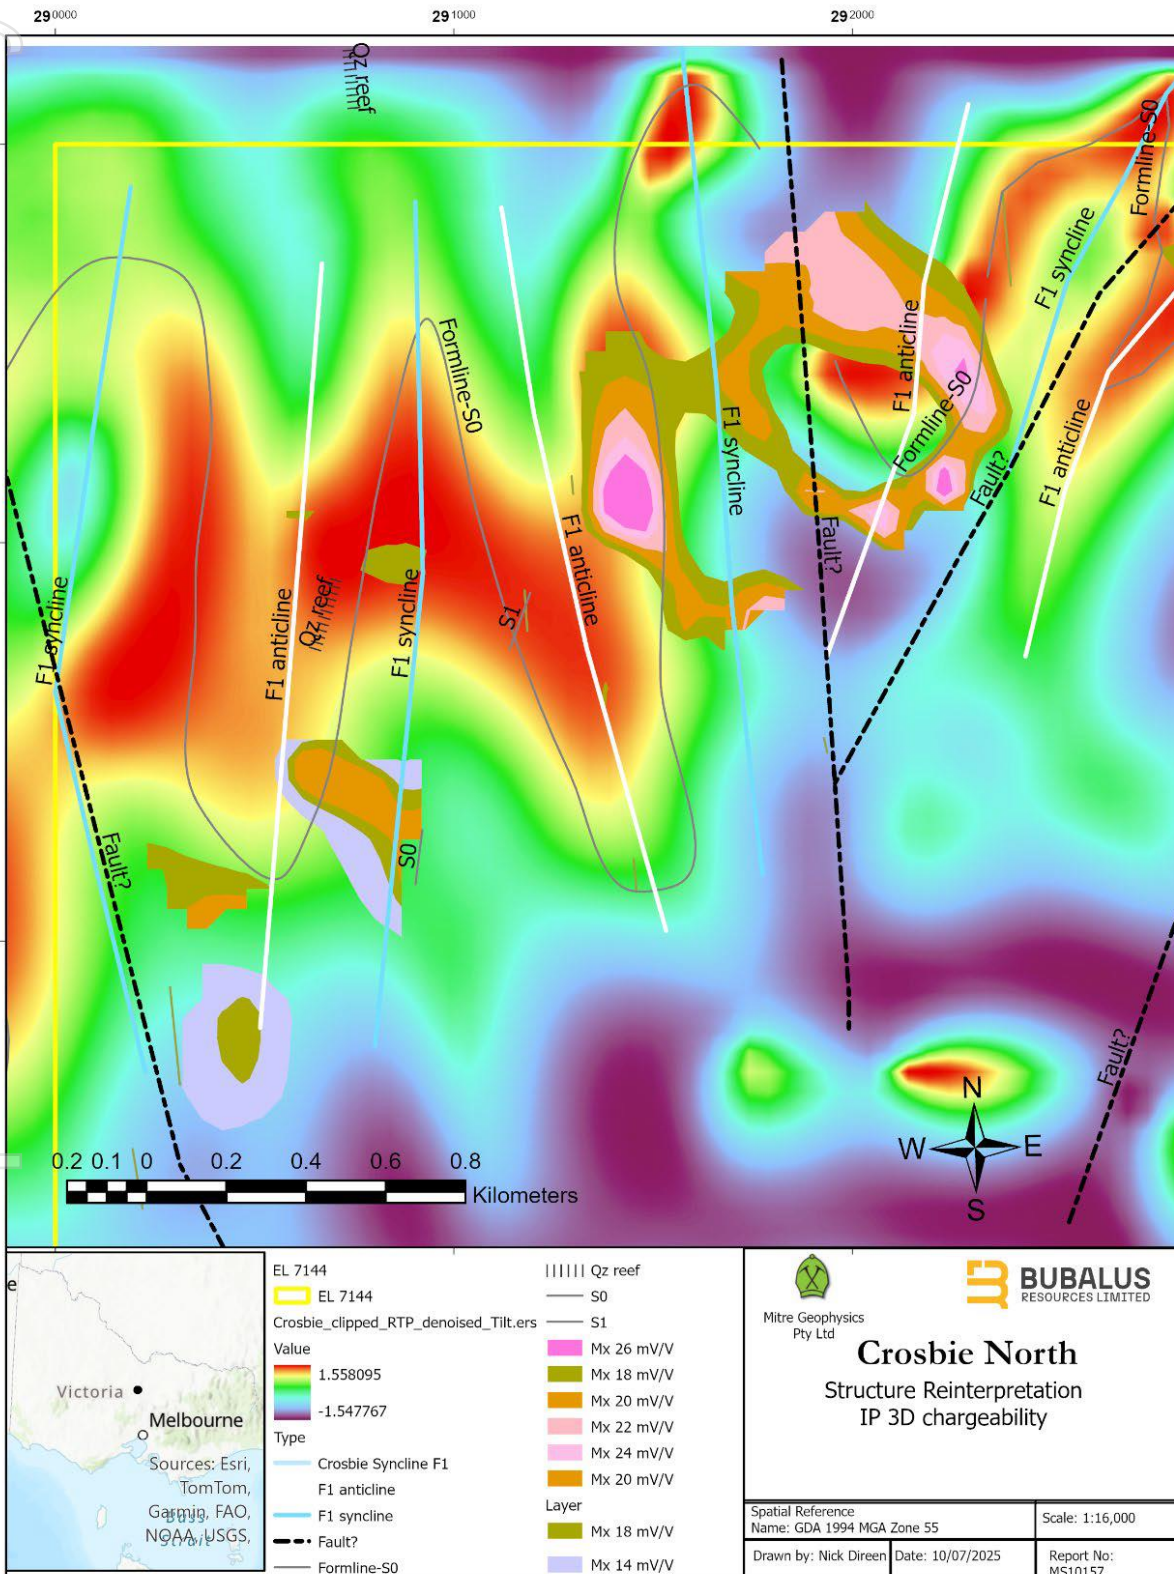 290000
291000
292000
Qz reef
Formline-S0
F1 syncline
F1 anticline
Formline-S0
F1 anticline
Formline-S0
F1 syncline
F1 anticline
Fault?
Fault?
F1 anticline
S1
F1 syncline
F1 syncline
F1 anticline
Qz reef
S0
Fault?
Fault?
N
W E
S
0.2 0.1 0 0.2 0.4 0.6 0.8
Kilometers
e
Victoria
Melbourne
Sources: Esri,
TomTom,
Garmin, FAO,
NOAA, USGS,
Bass
Strait
EL 7144
EL 7144
Crosbie_clipped_RTP_denoised_Tilt.ers
Value
1.558095
-1.547767
Type
Crosbie Syncline F1
F1 anticline
F1 syncline
Fault?
Formline-S0
Qz reef
S0
S1
Mx 26 mV/V
Mx 18 mV/V
Mx 20 mV/V
Mx 22 mV/V
Mx 24 mV/V
Mx 20 mV/V
Layer
Mx 18 mV/V
Mx 14 mV/V
Mitre Geophysics
Pty Ltd
BUBALUS
RESOURCES LIMITED
Crosbie North
Structure Reinterpretation
IP 3D chargeability
Spatial Reference
Name: GDA 1994 MGA Zone 55
Scale: 1:16,000
Drawn by: Nick Direen
Date: 10/07/2025
Report No:
MS10157